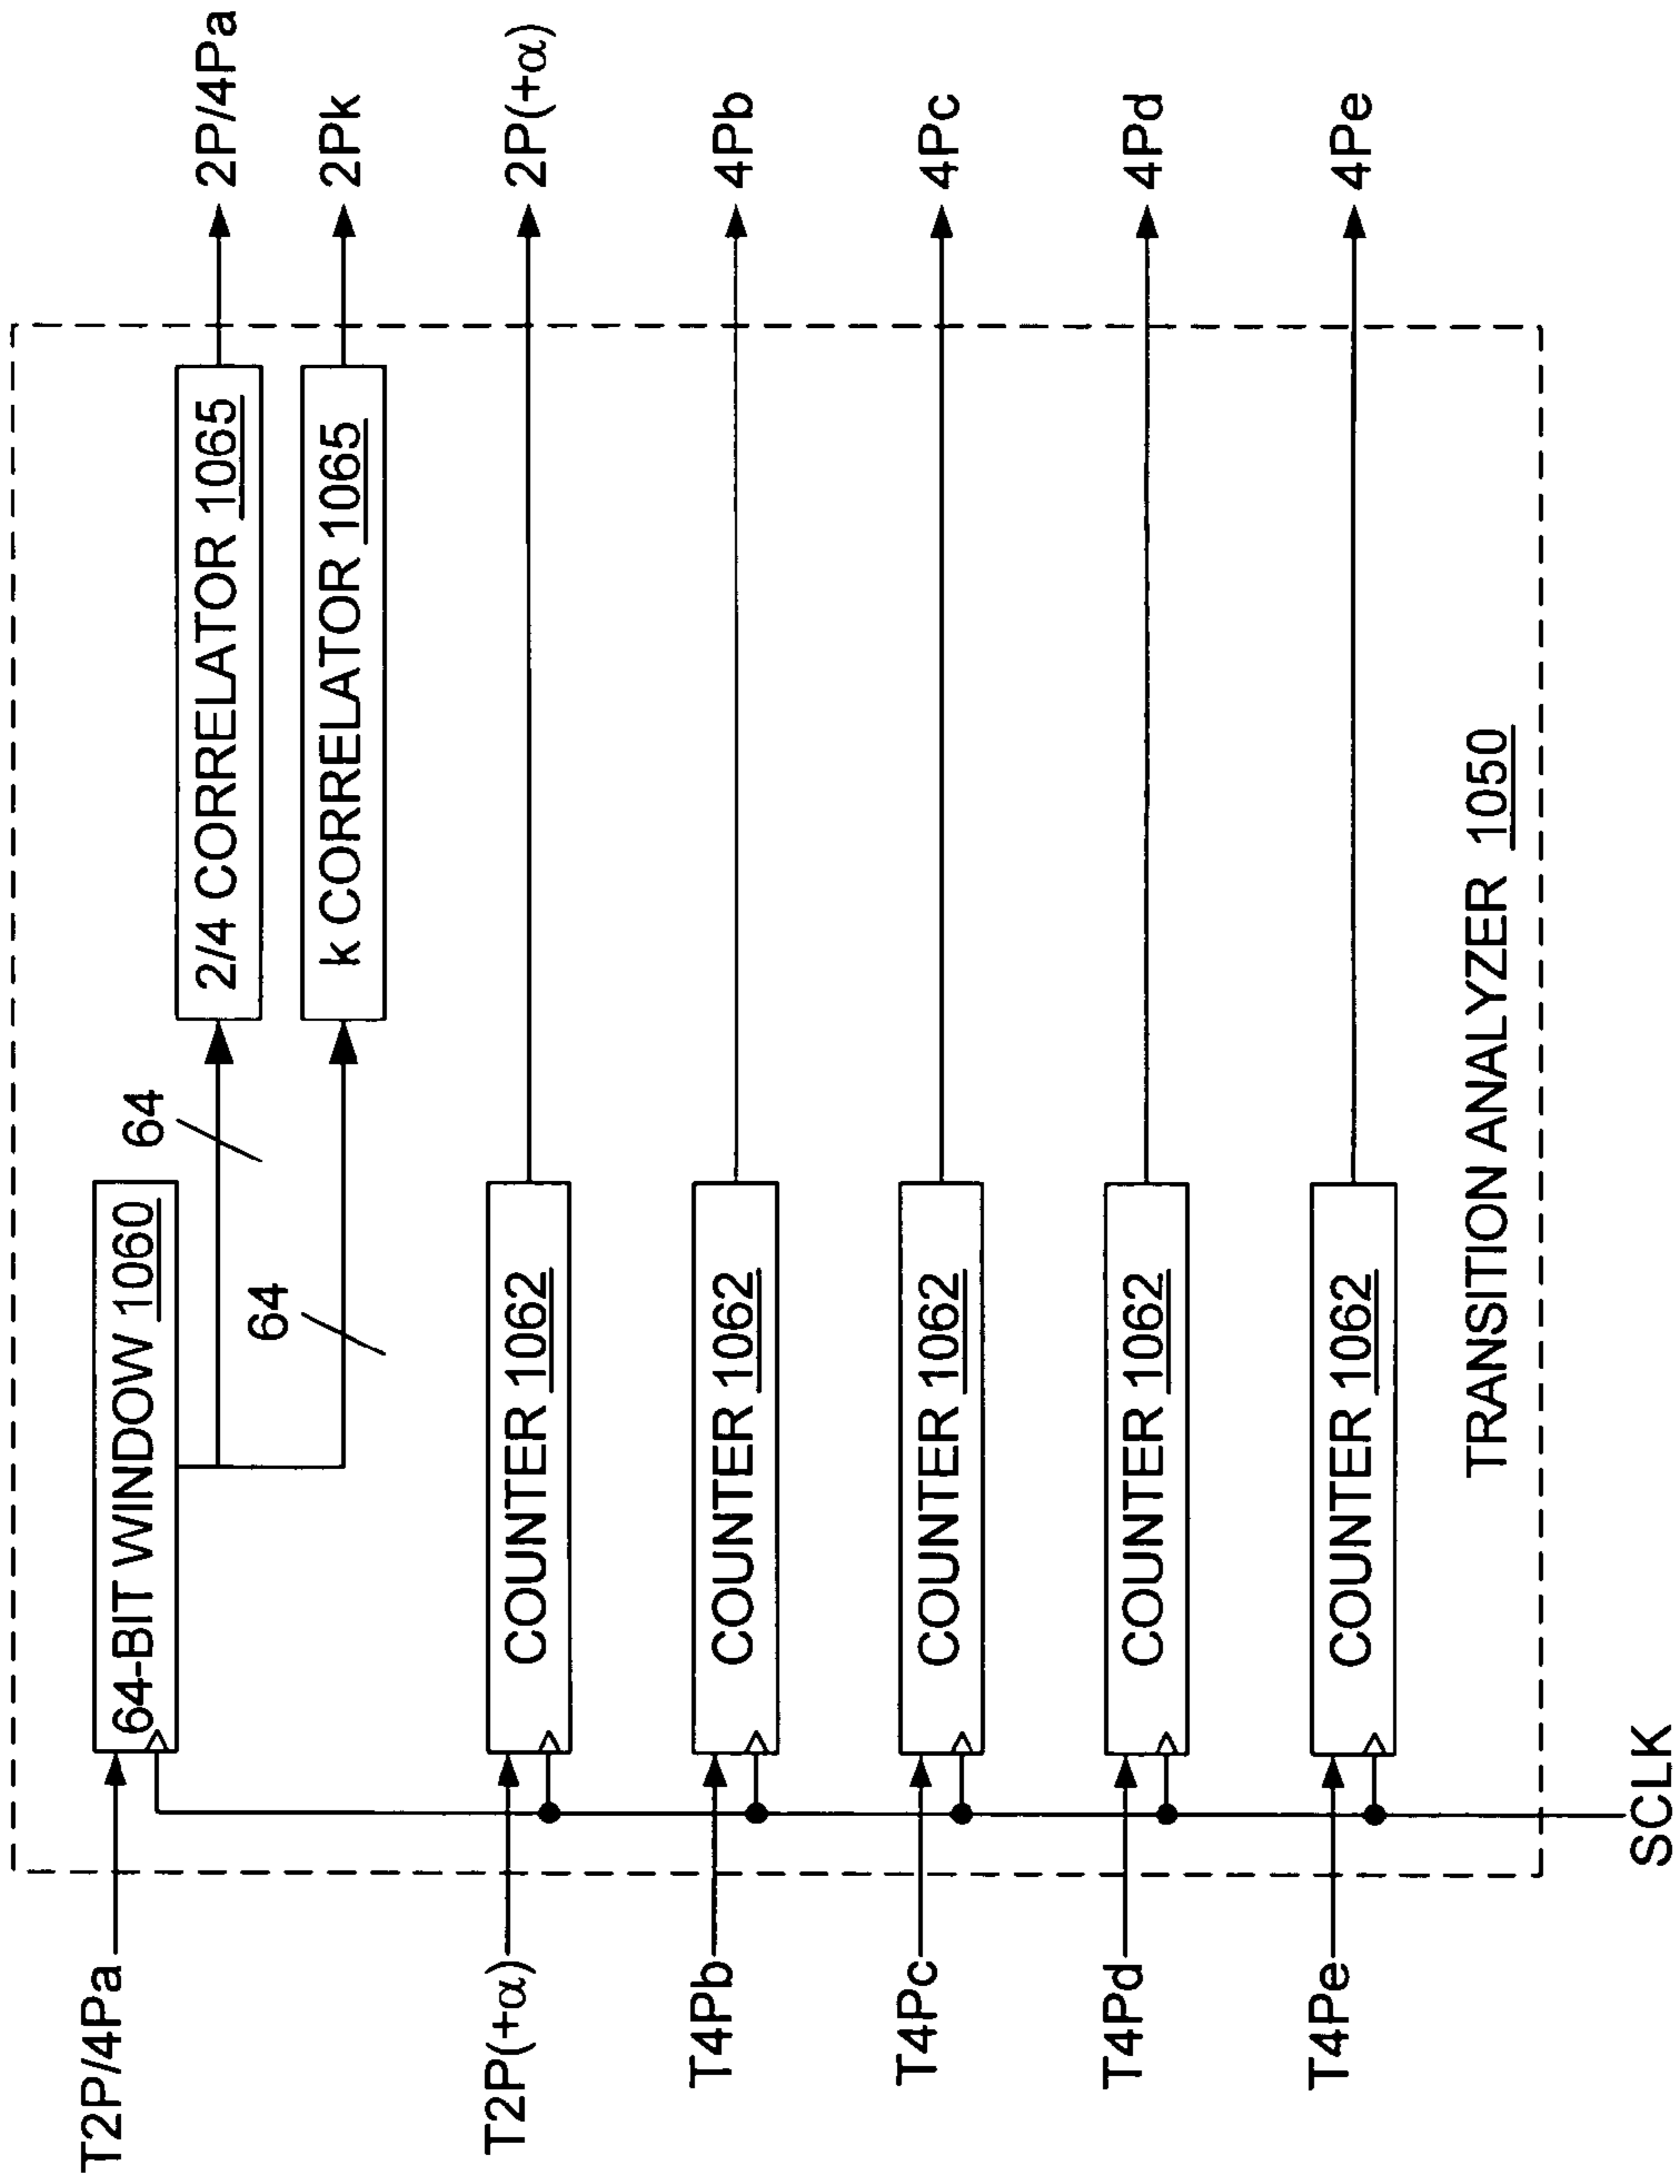 T2P/4Pa
64-BIT WINDOW 1060
64
2/4 CORRELATOR 1065
2P/4Pa
64
k CORRELATOR 1065
2Pk
T2P(+α)
COUNTER 1062
2P(+α)
T4Pb
COUNTER 1062
4Pb
T4Pc
COUNTER 1062
4Pc
T4Pd
COUNTER 1062
4Pd
T4Pe
COUNTER 1062
4Pe
TRANSITION ANALYZER 1050
SCLK